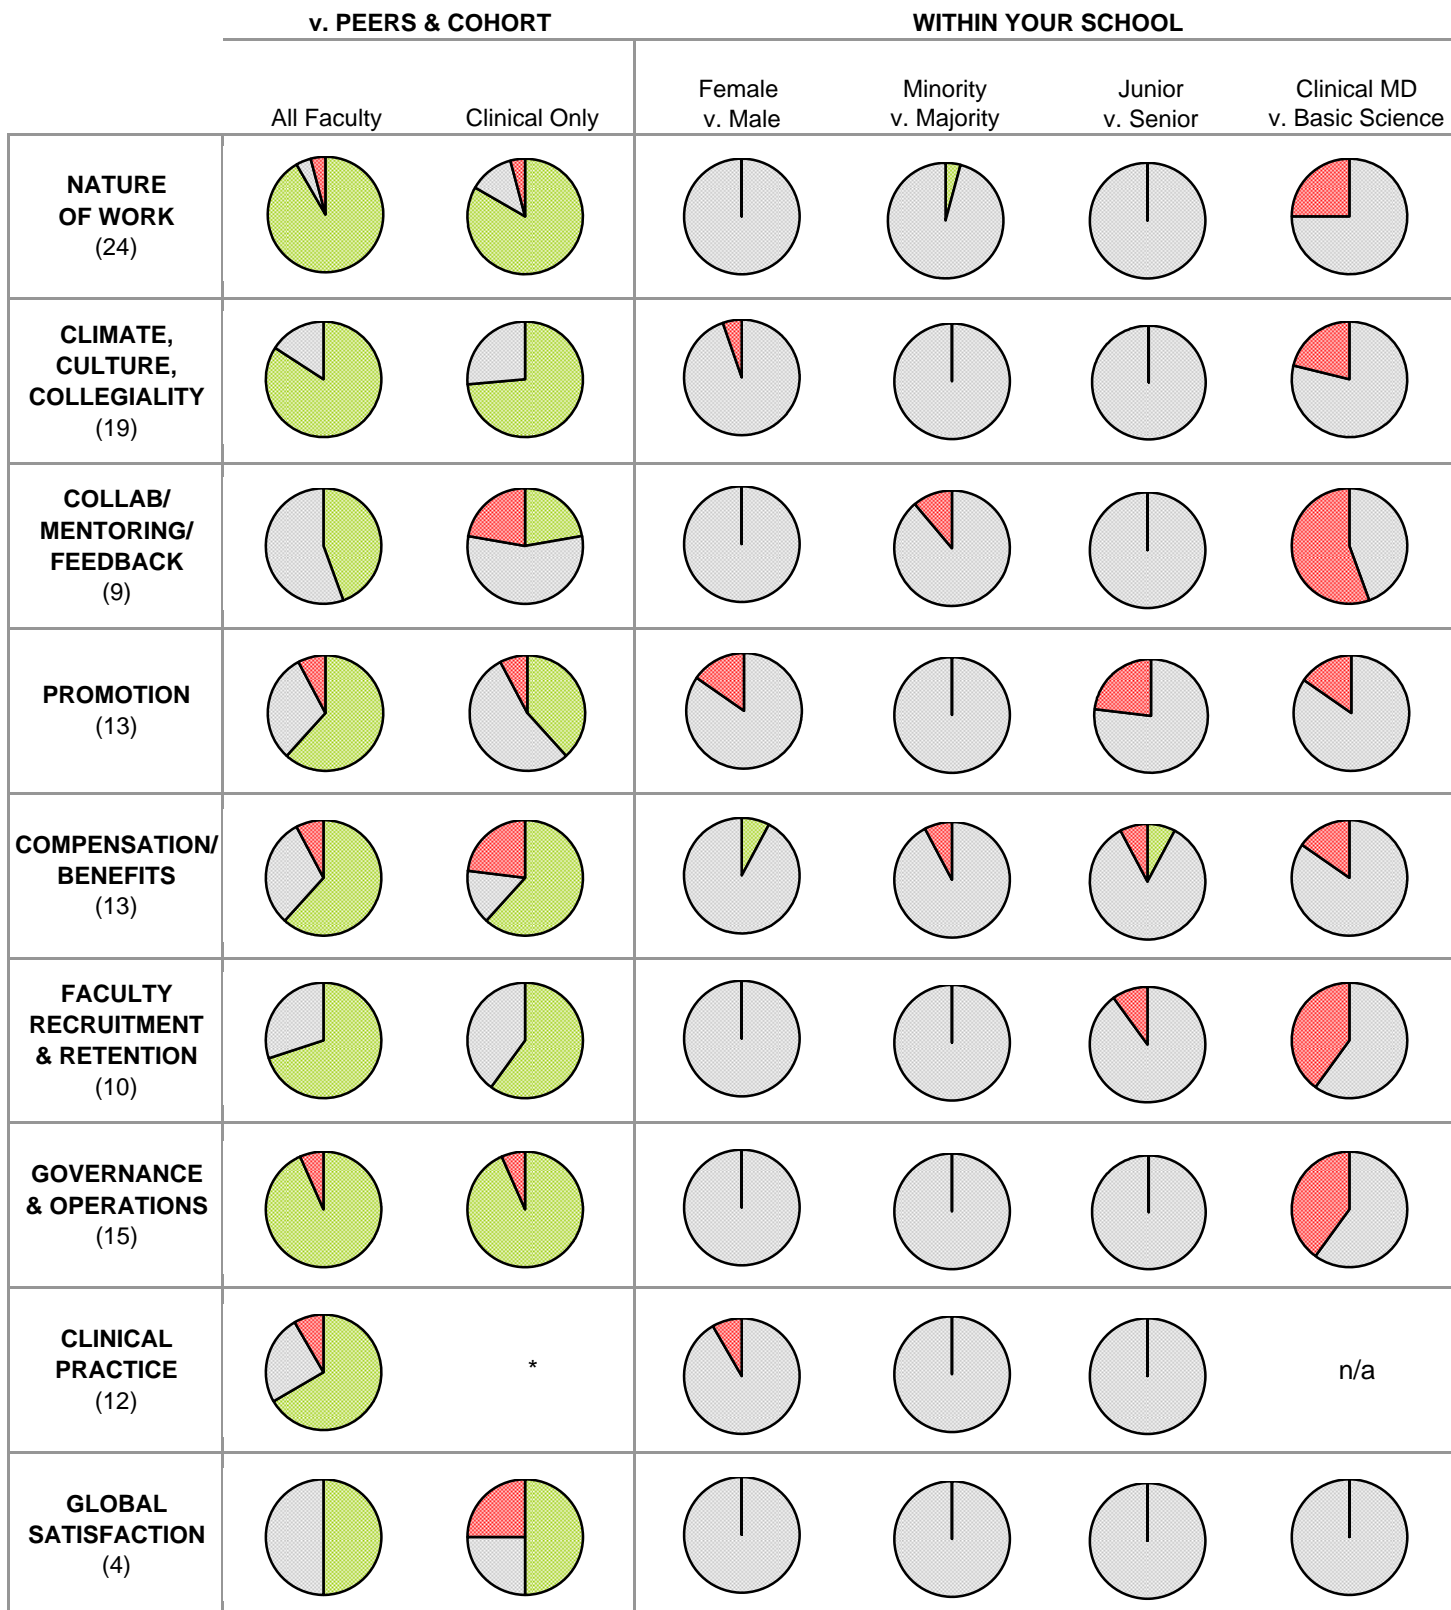 v. PEERS & COHORT
WITHIN YOUR SCHOOL
All Faculty
Clinical Only
Female
v. Male
Minority
v. Majority
Junior
v. Senior
Clinical MD
v. Basic Science
NATURE
OF WORK
(24)
CLIMATE,
CULTURE,
COLLEGIALITY
(19)
COLLAB/
MENTORING/
FEEDBACK
(9)
PROMOTION
(13)
COMPENSATION/
BENEFITS
(13)
FACULTY
RECRUITMENT
& RETENTION
(10)
GOVERNANCE
& OPERATIONS
(15)
CLINICAL
PRACTICE
(12)
*
n/a
GLOBAL
SATISFACTION
(4)